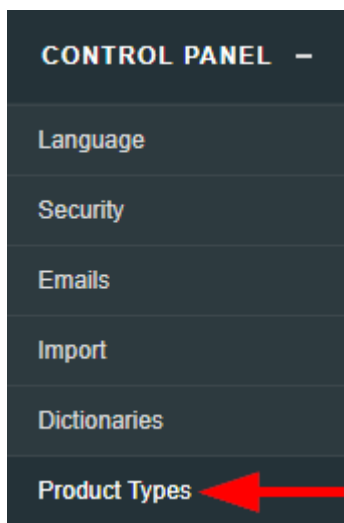 CONTROL PANEL –
Language
Security
Emails
Import
Dictionaries
Product Types